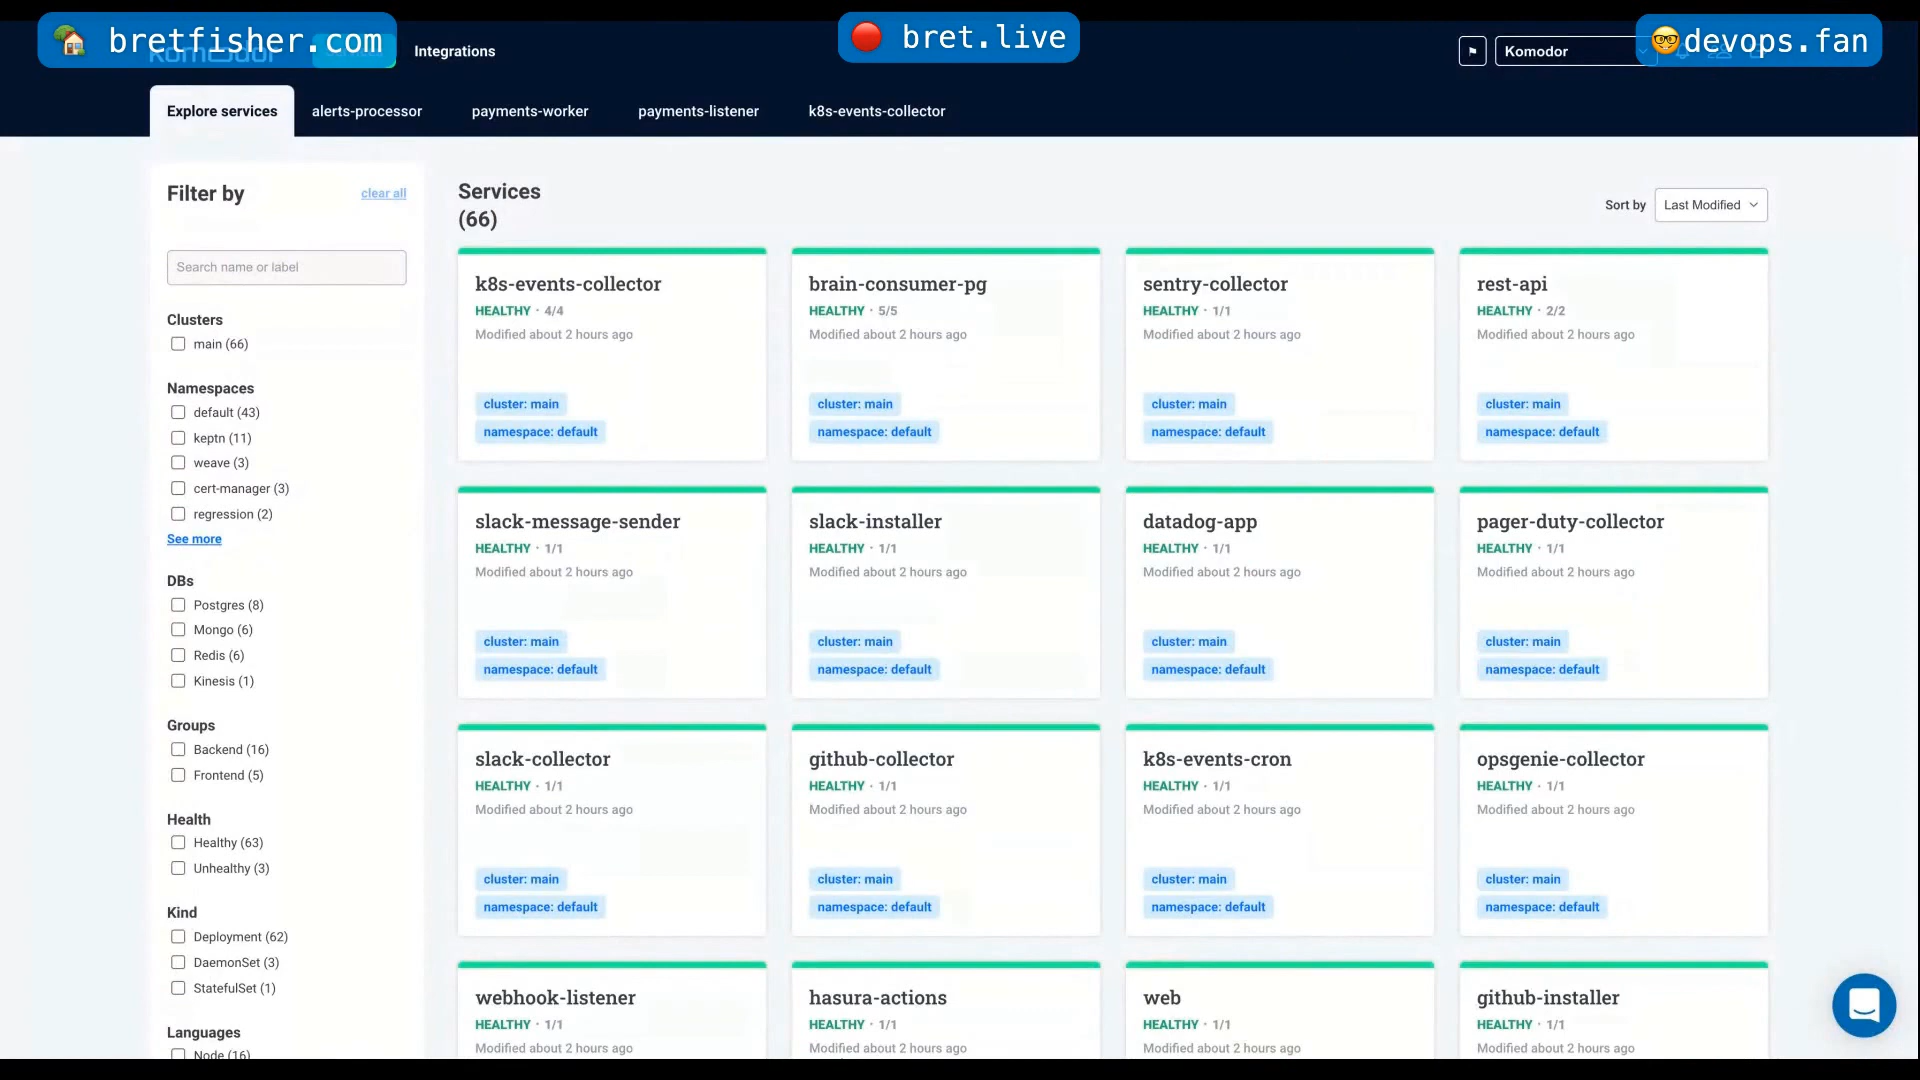 bretfisher.com
bret.live
devops.fan
komodor
Integrations
Komodor
Explore services
alerts-processor
payments-worker
payments-listener
k8s-events-collector
Filter by
clear all
Search name or label
Clusters
main (66)
Namespaces
default (43)
keptn (11)
weave (3)
cert-manager (3)
regression (2)
See more
DBs
Postgres (8)
Mongo (6)
Redis (6)
Kinesis (1)
Groups
Backend (16)
Frontend (5)
Health
Healthy (63)
Unhealthy (3)
Kind
Deployment (62)
DaemonSet (3)
StatefulSet (1)
Languages
Node (16)
Services
(66)
Sort by
Last Modified
k8s-events-collector
HEALTHY · 4/4
Modified about 2 hours ago
cluster: main
namespace: default
brain-consumer-pg
HEALTHY · 5/5
Modified about 2 hours ago
cluster: main
namespace: default
sentry-collector
HEALTHY · 1/1
Modified about 2 hours ago
cluster: main
namespace: default
rest-api
HEALTHY · 2/2
Modified about 2 hours ago
cluster: main
namespace: default
slack-message-sender
HEALTHY · 1/1
Modified about 2 hours ago
cluster: main
namespace: default
slack-installer
HEALTHY · 1/1
Modified about 2 hours ago
cluster: main
namespace: default
datadog-app
HEALTHY · 1/1
Modified about 2 hours ago
cluster: main
namespace: default
pager-duty-collector
HEALTHY · 1/1
Modified about 2 hours ago
cluster: main
namespace: default
slack-collector
HEALTHY · 1/1
Modified about 2 hours ago
cluster: main
namespace: default
github-collector
HEALTHY · 1/1
Modified about 2 hours ago
cluster: main
namespace: default
k8s-events-cron
HEALTHY · 1/1
Modified about 2 hours ago
cluster: main
namespace: default
opsgenie-collector
HEALTHY · 1/1
Modified about 2 hours ago
cluster: main
namespace: default
webhook-listener
HEALTHY · 1/1
Modified about 2 hours ago
hasura-actions
HEALTHY · 1/1
Modified about 2 hours ago
web
HEALTHY · 1/1
Modified about 2 hours ago
github-installer
HEALTHY · 1/1
Modified about 2 hours ago